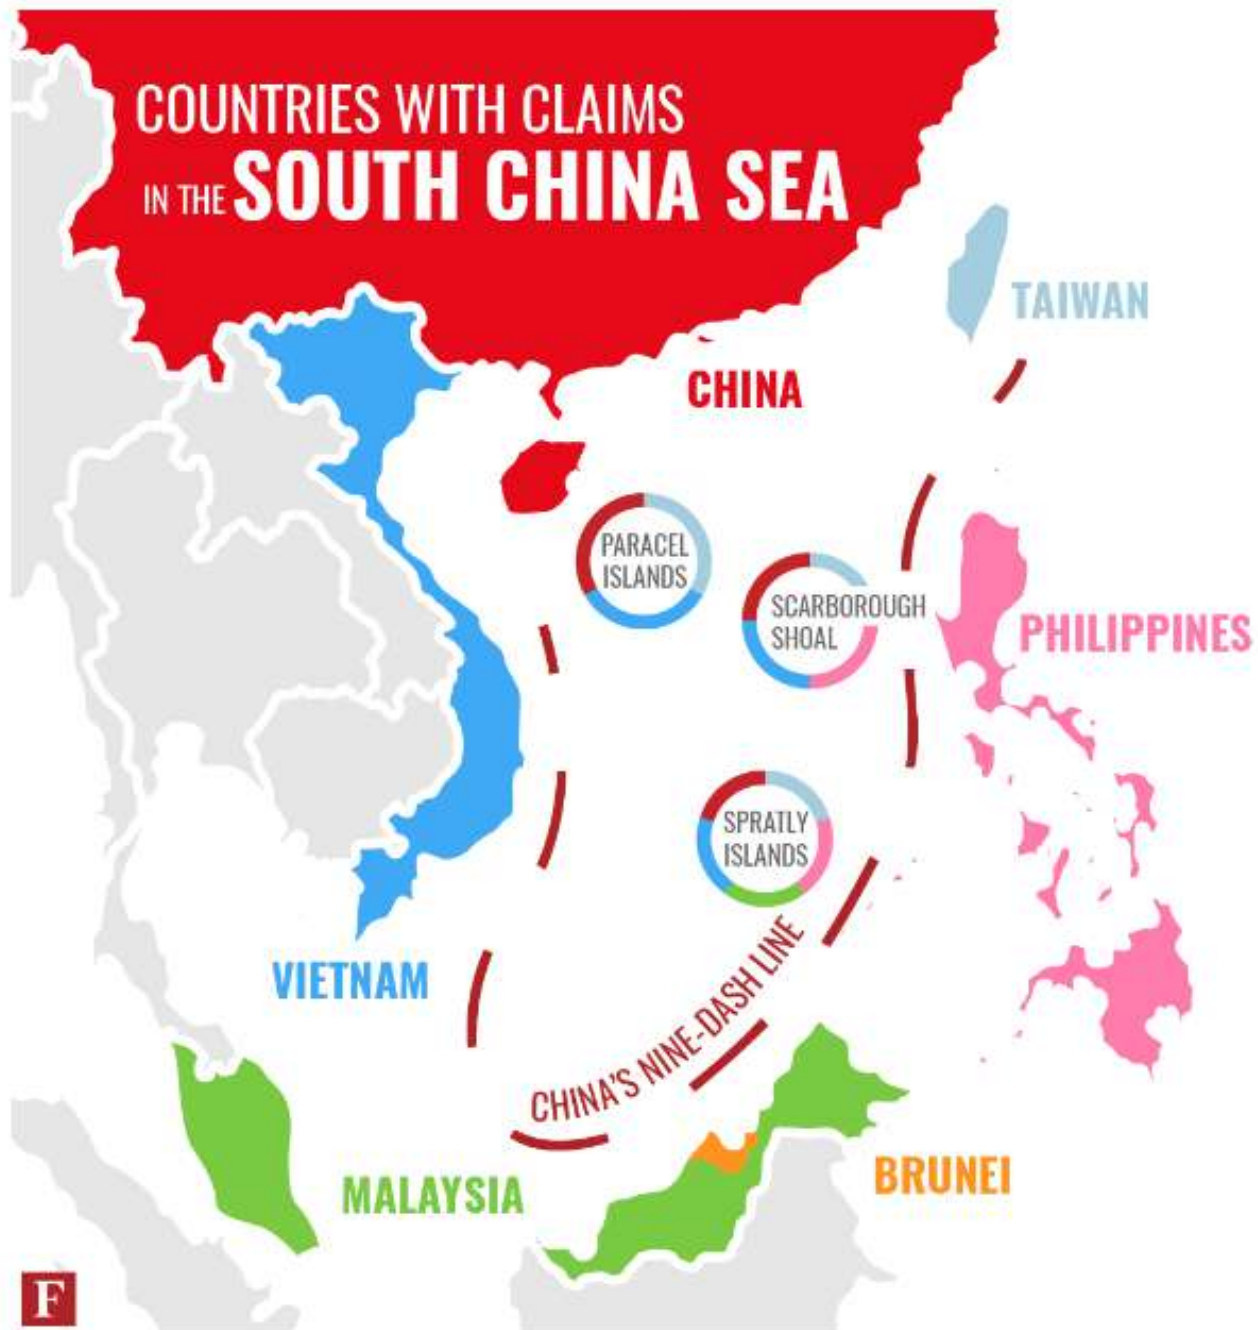 COUNTRIES WITH CLAIMS
IN THE SOUTH CHINA SEA
TAIWAN
CHINA
PARACEL
ISLANDS
SCARBOROUGH
SHOAL
PHILIPPINES
SPRATLY
ISLANDS
VIETNAM
CHINA'S NINE-DASH LINE
MALAYSIA
BRUNEI
F